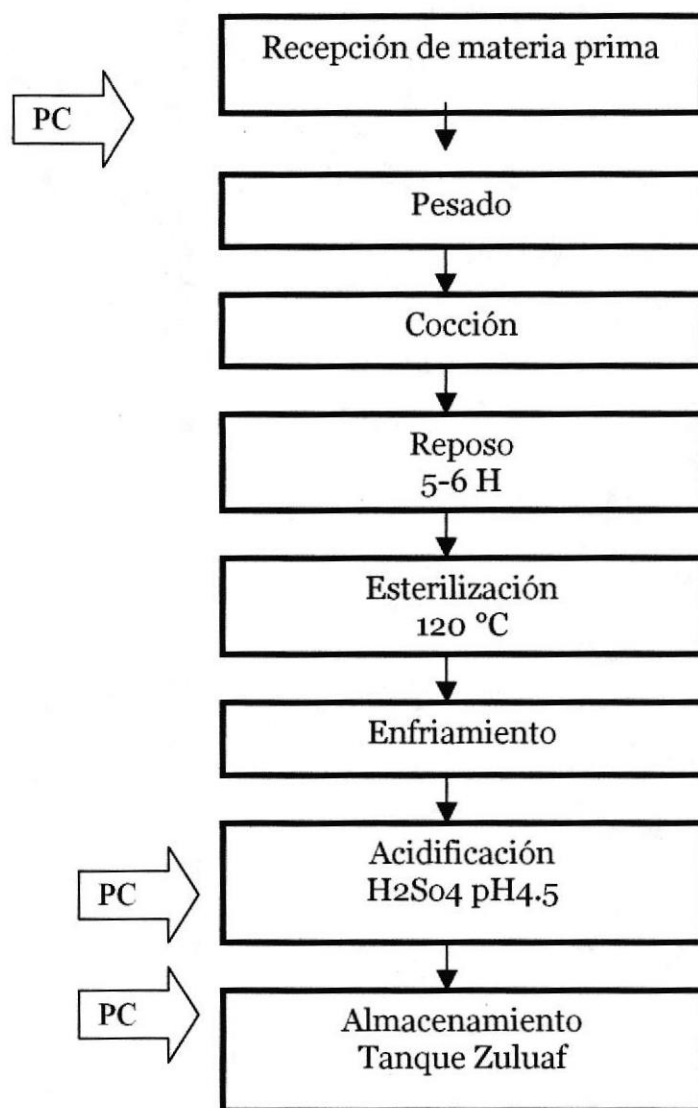 Recepción de materia prima
PC
Pesado
Cocción
Reposo
5-6 H
Esterilización
120 °C
Enfriamiento
Acidificación
H2So4 pH4.5
PC
PC
Almacenamiento
Tanque Zuluaf